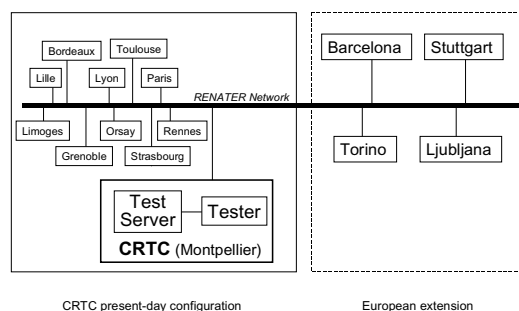 Bordeaux Toulouse
Lille Lyon Paris
RENATER Network
Limoges Orsay Rennes
Grenoble Strasbourg
Test Server Tester
CRTC (Montpellier)
Barcelona Stuttgart
Torino Ljubljana
CRTC present-day configuration
European extension